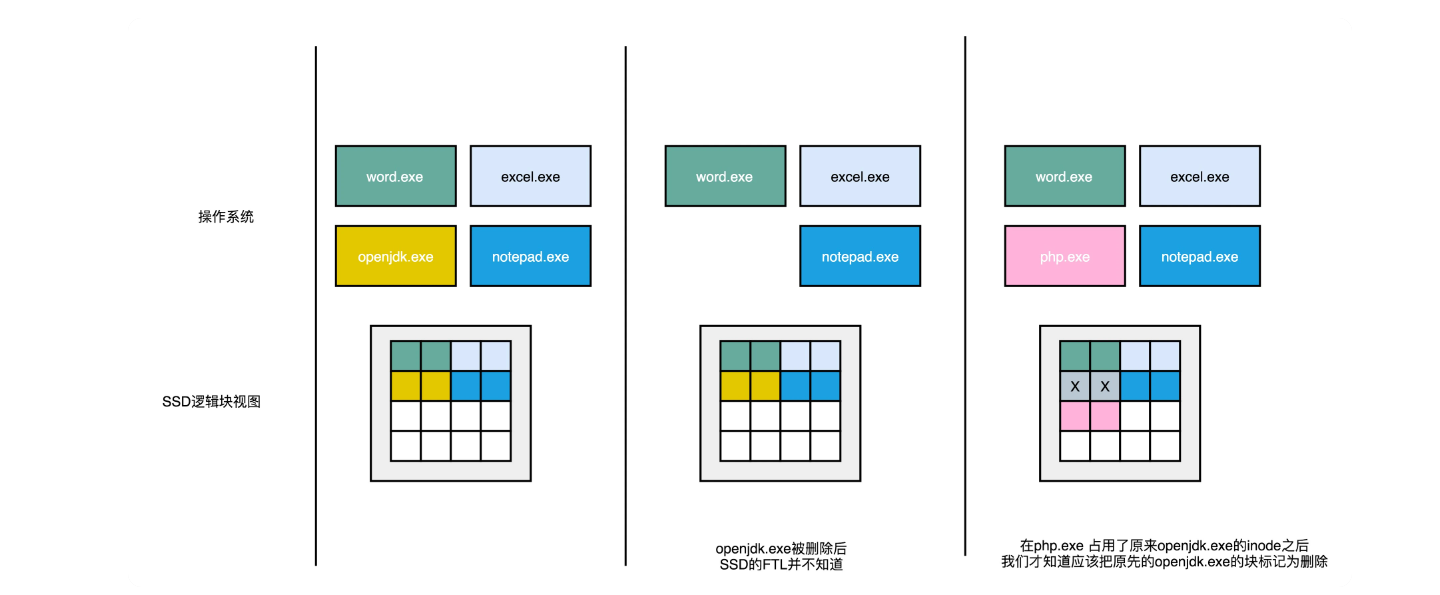 word.exe
excel.exe
word.exe
excel.exe
word.exe
excel.exe
操作系统
openjdk.exe
notepad.exe
notepad.exe
php.exe
notepad.exe
SSD逻辑块视图
X
X
openjdk.exe被删除后
SSD的FTL并不知道
在php.exe 占用了原来openjdk.exe的inode之后
我们才知道应该把原先的openjdk.exe的块标记为删除